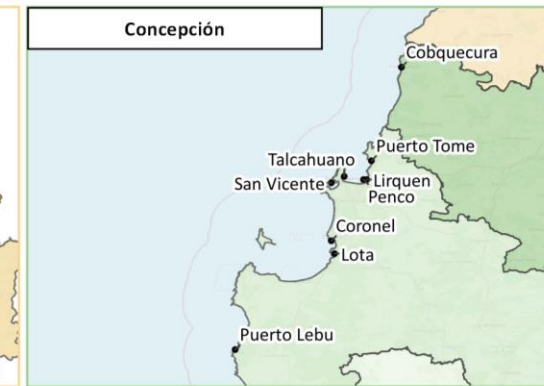 Concepción
Cobquecura
Puerto Tome
Talcahuano
San Vicente
Lirquen
Penco
Coronel
Lota
Puerto Lebu